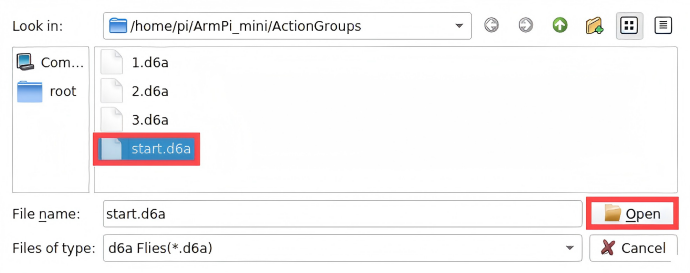 Look in: /home/pi/ArmPi_mini/ActionGroups
Com...
root
1.d6a
2.d6a
3.d6a
start.d6a
File name: start.d6a Open
Files of type: d6a Flies(*.d6a) Cancel